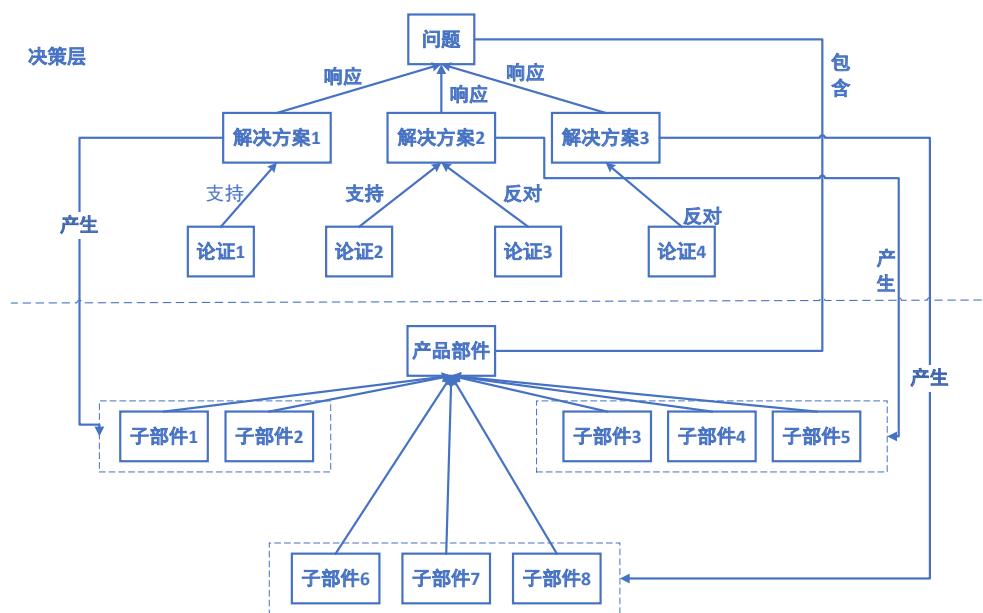 问题
决策层
包含
响应
响应
响应
解决方案1
解决方案2
解决方案3
支持
支持
反对
反对
产生
论证1
论证2
论证3
论证4
产生
产品部件
产生
子部件1
子部件2
子部件3
子部件4
子部件5
子部件6
子部件7
子部件8